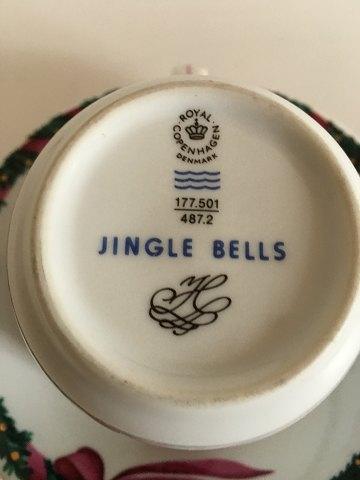 ROYAL
COPENHAGEN
DENMARK
177.501
487.2
JINGLE BELLS